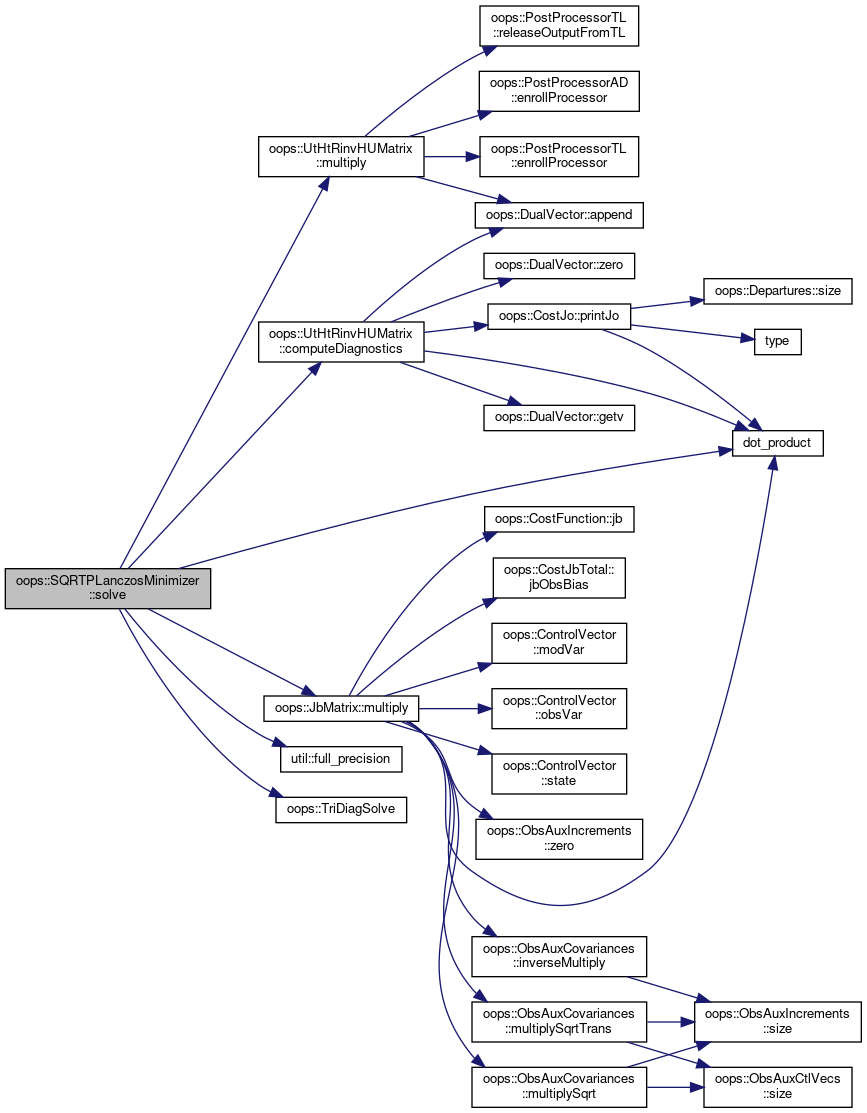 oops::PostProcessorTL
::releaseOutputFromTL
oops::PostProcessorAD
::enrollProcessor
oops::UtHtRinvHUMatrix
::multiply
oops::PostProcessorTL
::enrollProcessor
oops::DualVector::append
oops::DualVector::zero
oops::Departures::size
oops::CostJo::printJo
oops::UtHtRinvHUMatrix
::computeDiagnostics
type
oops::DualVector::getv
dot_product
oops::CostFunction::jb
oops::SQRTPLanczosMinimizer
::solve
oops::CostJbTotal::
jbObsBias
oops::ControlVector
::modVar
oops::JbMatrix::multiply
oops::ControlVector
::obsVar
util::full_precision
oops::ControlVector
::state
oops::TriDiagSolve
oops::ObsAuxIncrements
::zero
oops::ObsAuxCovariances
::inverseMultiply
oops::ObsAuxCovariances
::multiplySqrtTrans
oops::ObsAuxIncrements
::size
oops::ObsAuxCovariances
::multiplySqrt
oops::ObsAuxCtlVecs
::size